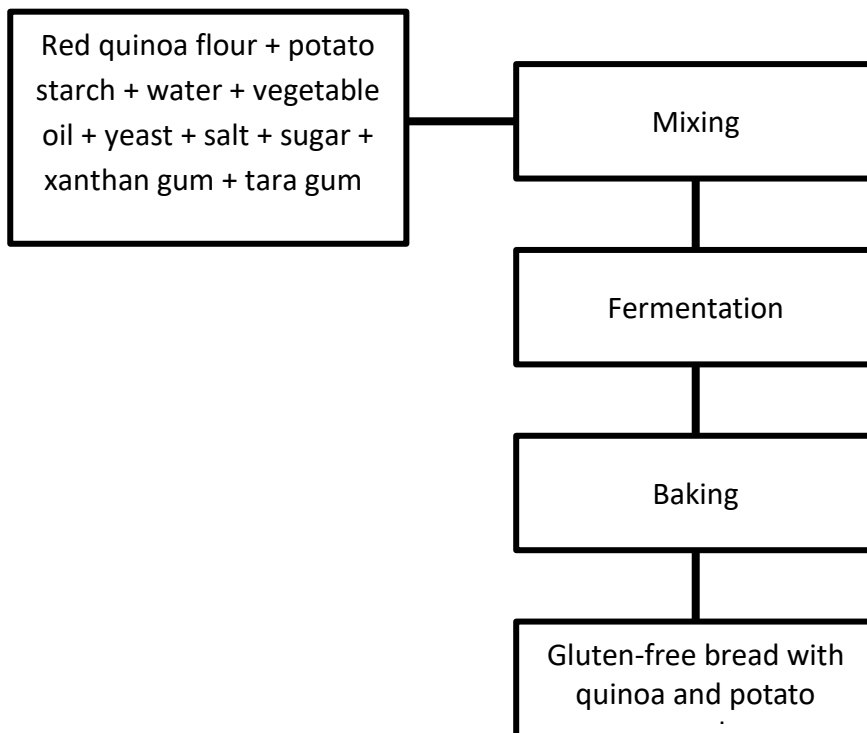 Red quinoa flour + potato
starch + water + vegetable
oil + yeast + salt + sugar +
xanthan gum + tara gum
Mixing
Fermentation
Baking
Gluten-free bread with
quinoa and potato